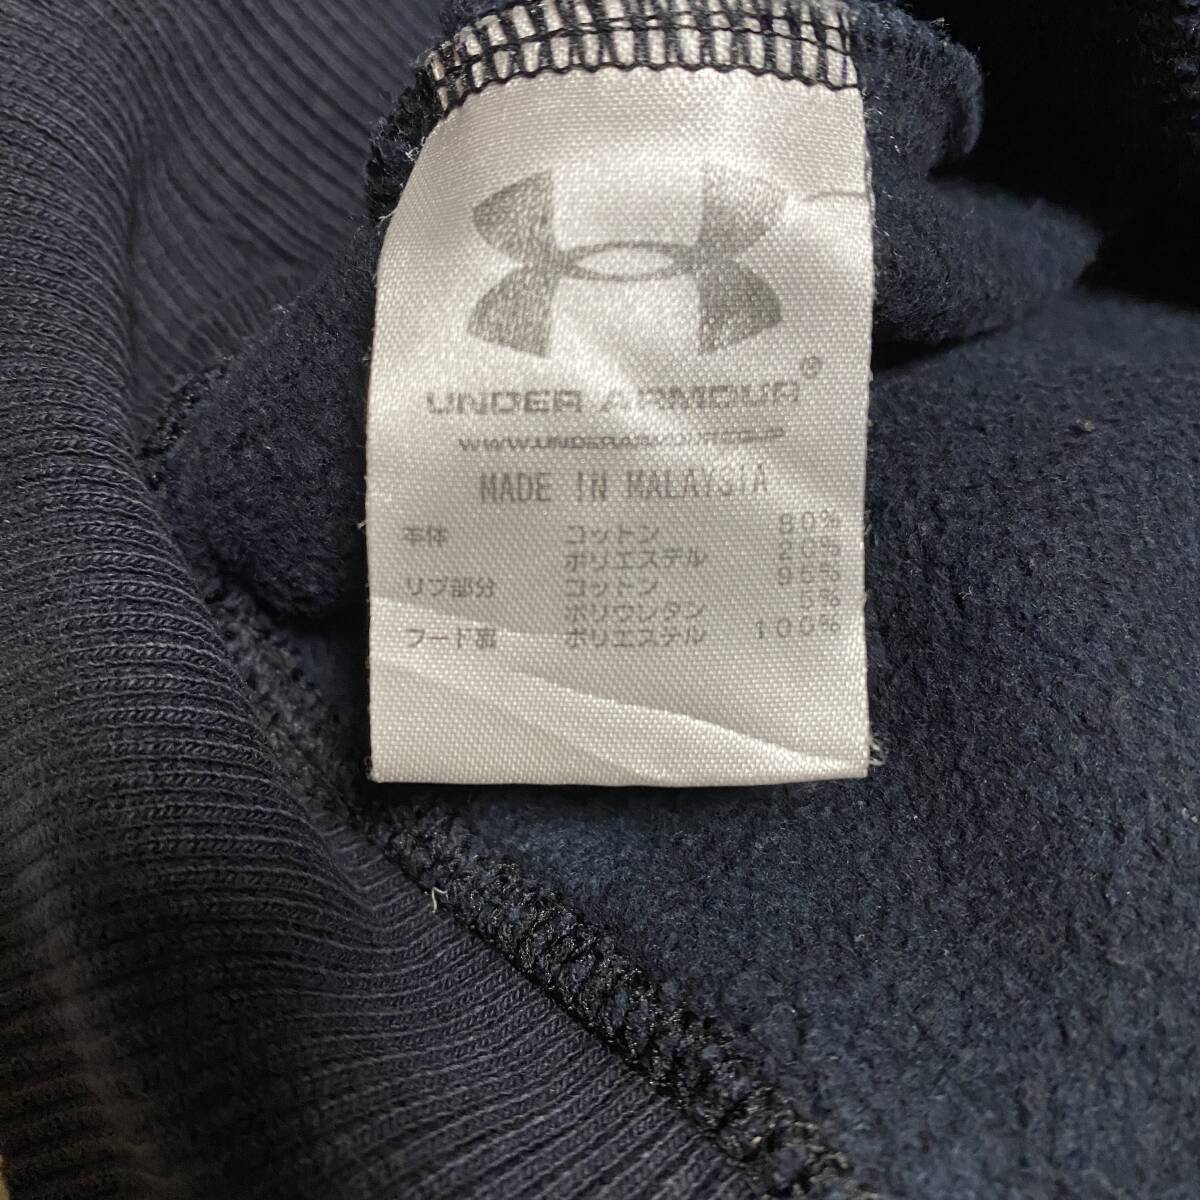 UNDER ARMOUR®
WWW.UNDERARMOUR.CO.JP
MADE IN MALAYSIA
本体 コットン 80%
ポリエステル 20%
リブ部分 コットン 95%
ポリウレタン 5%
フード裏 ポリエステル 100%